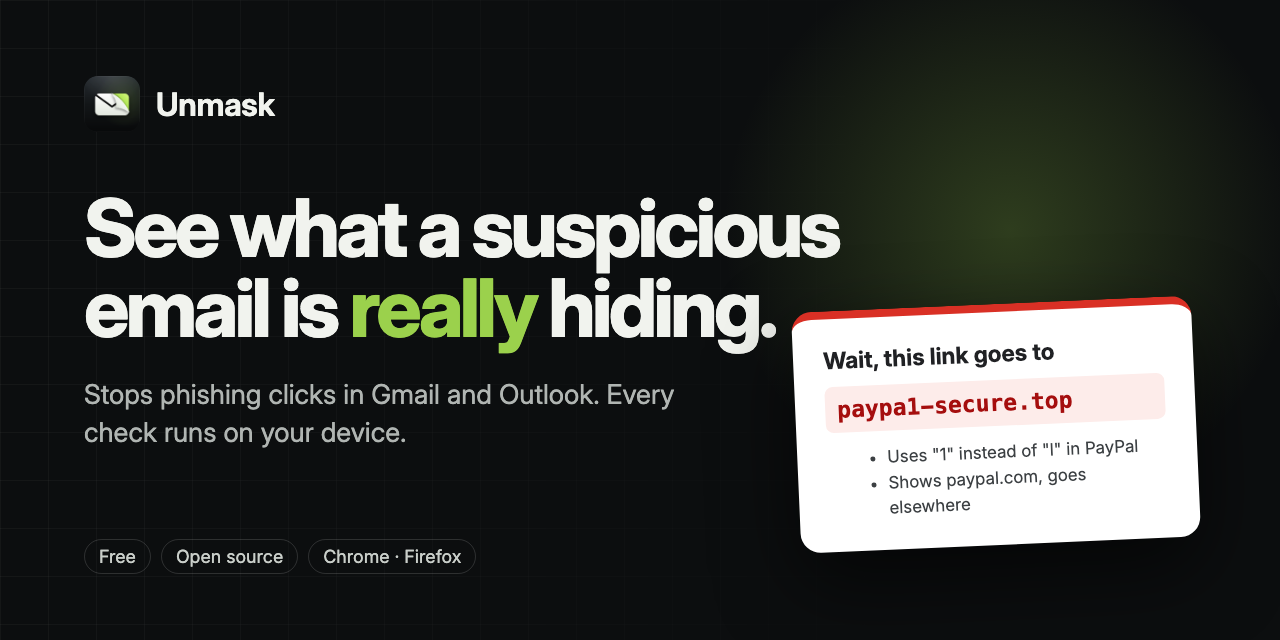 Unmask
See what a suspicious
email is really hiding.
Stops phishing clicks in Gmail and Outlook. Every
check runs on your device.
Free
Open source
Chrome · Firefox
Wait, this link goes to
paypa1-secure.top
• Uses "1" instead of "l" in PayPal
• Shows paypal.com, goes
elsewhere